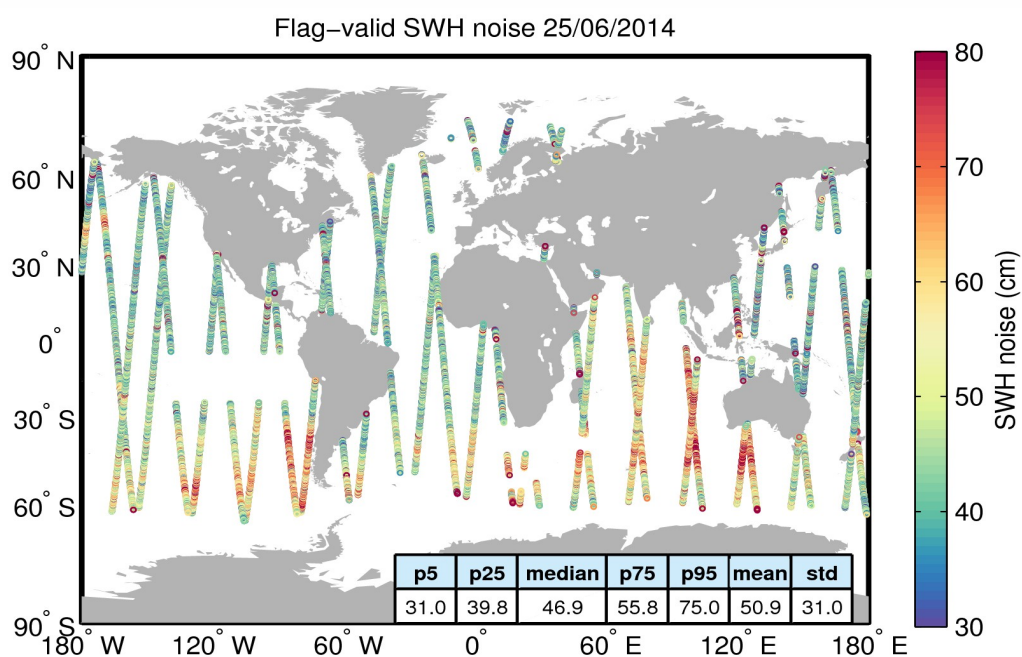 Flag−valid SWH noise 25/06/2014
90° N
60° N
30° N
0°
30° S
60° S
90° S
180° W
120° W
60° W
0°
60° E
120° E
180° E
p5 p25 median p75 p95 mean std
31.0 39.8 46.9 55.8 75.0 50.9 31.0
80
70
60
50
40
30
SWH noise (cm)